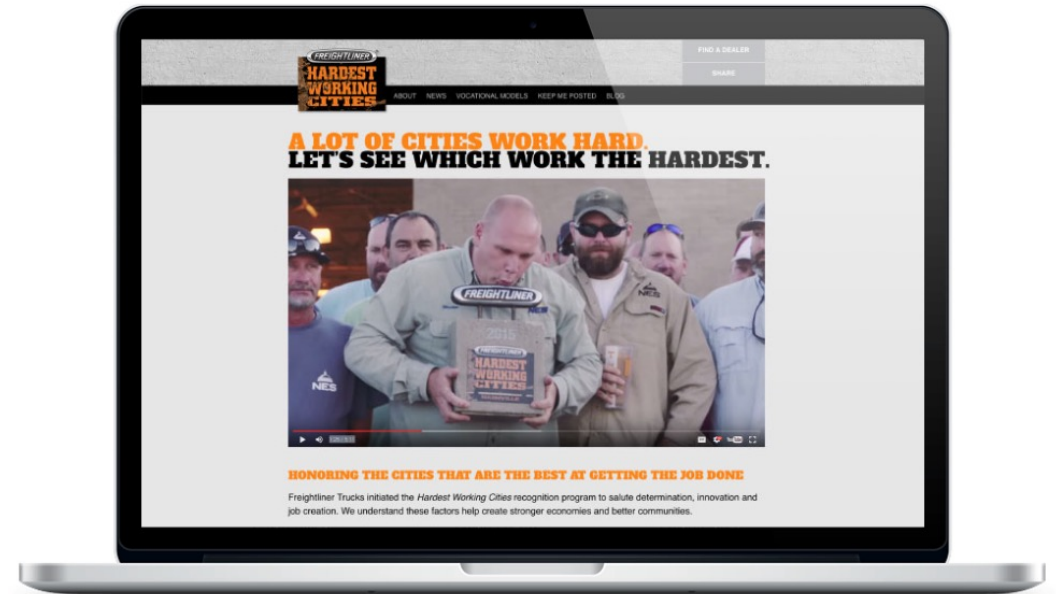 FIND A DEALER
SHARE
FREIGHTLINER
HARDEST
WORKING
CITIES
ABOUT NEWS VOCATIONAL MODELS KEEP ME POSTED BLOG
A LOT OF CITIES WORK HARD.
LET'S SEE WHICH WORK THE HARDEST.
FREIGHTLINER
NES
NES
NES
2015
FREIGHTLINER
HARDEST
WORKING
CITIES
YouTube
HONORING THE CITIES THAT ARE THE BEST AT GETTING THE JOB DONE
Freightliner Trucks initiated the Hardest Working Cities recognition program to salute determination, innovation and
job creation. We understand these factors help create stronger economies and better communities.